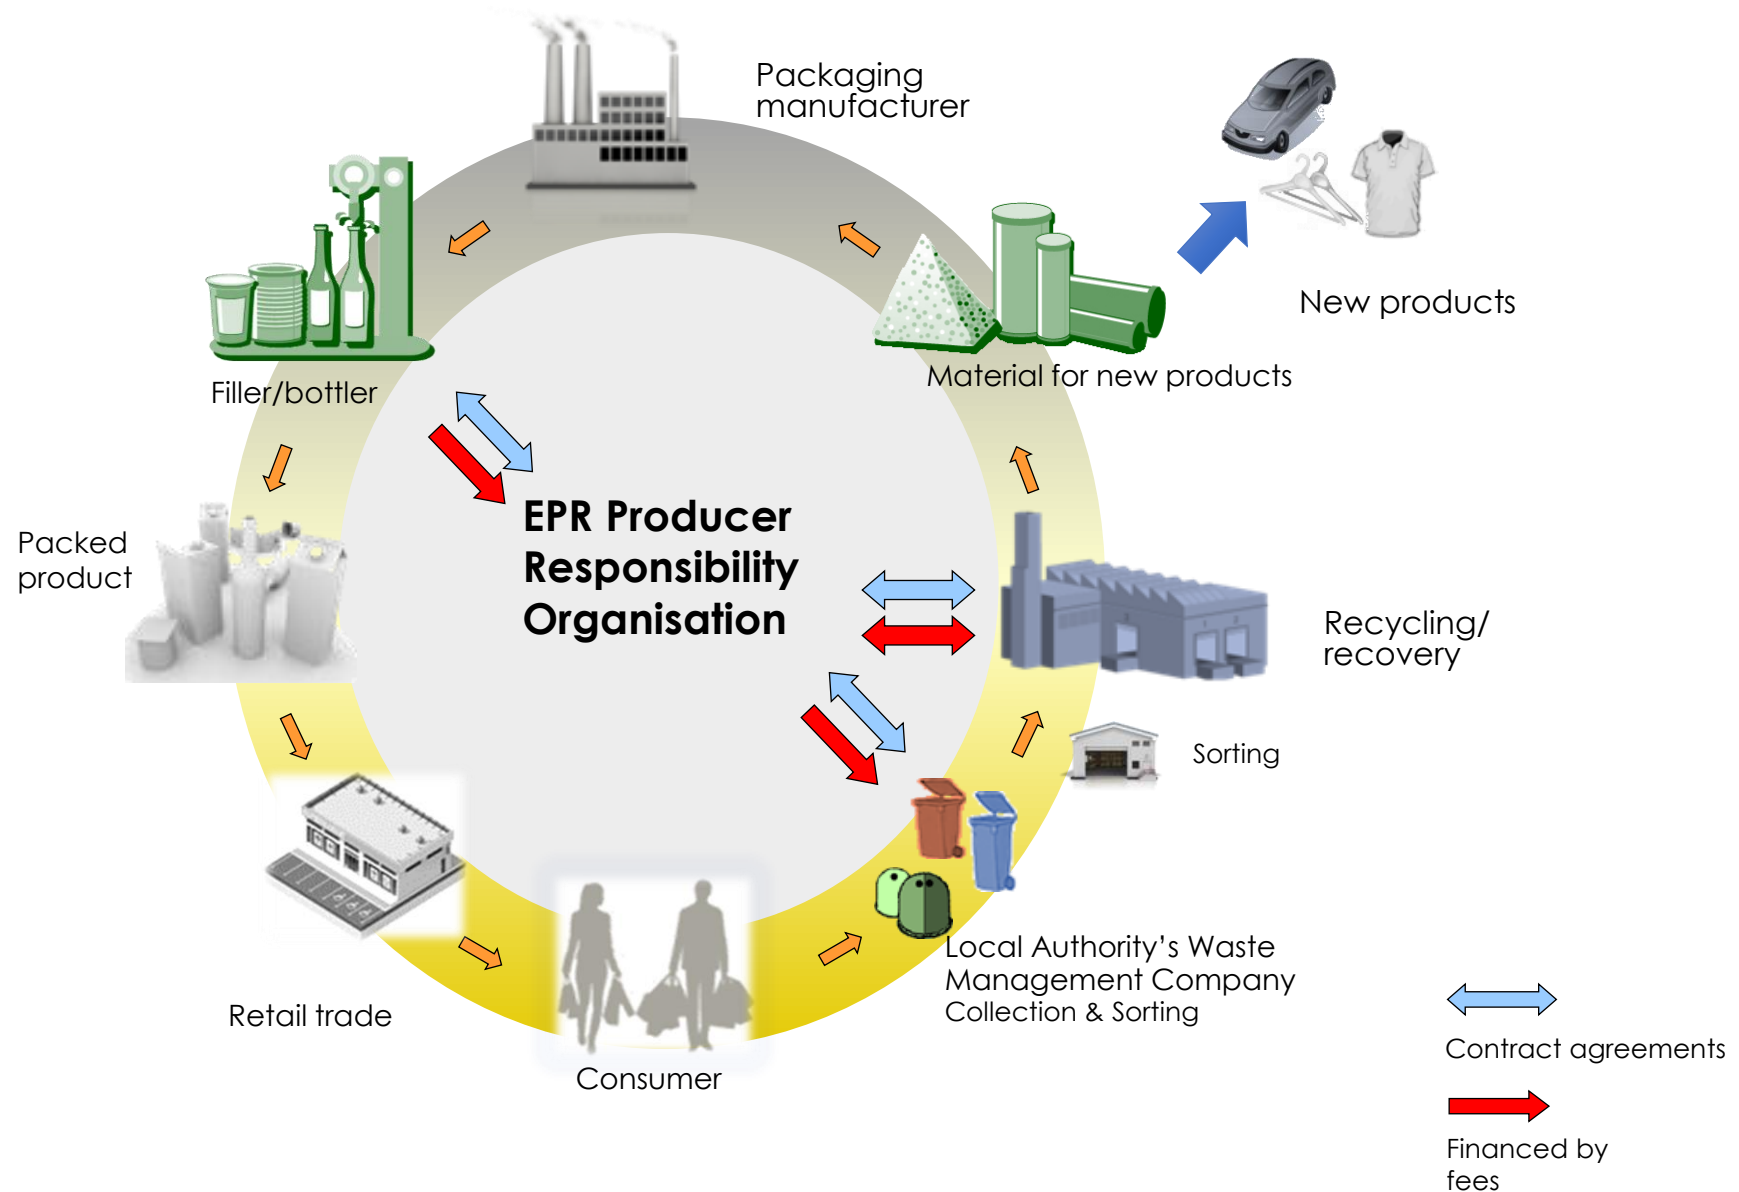 Packaging
manufacturer
New products
Material for new products
Filler/bottler
EPR Producer
Responsibility
Organisation
Packed
product
Recycling/
recovery
Sorting
Local Authority’s Waste
Management Company
Collection & Sorting
Retail trade
Consumer
Contract agreements
Financed by
fees